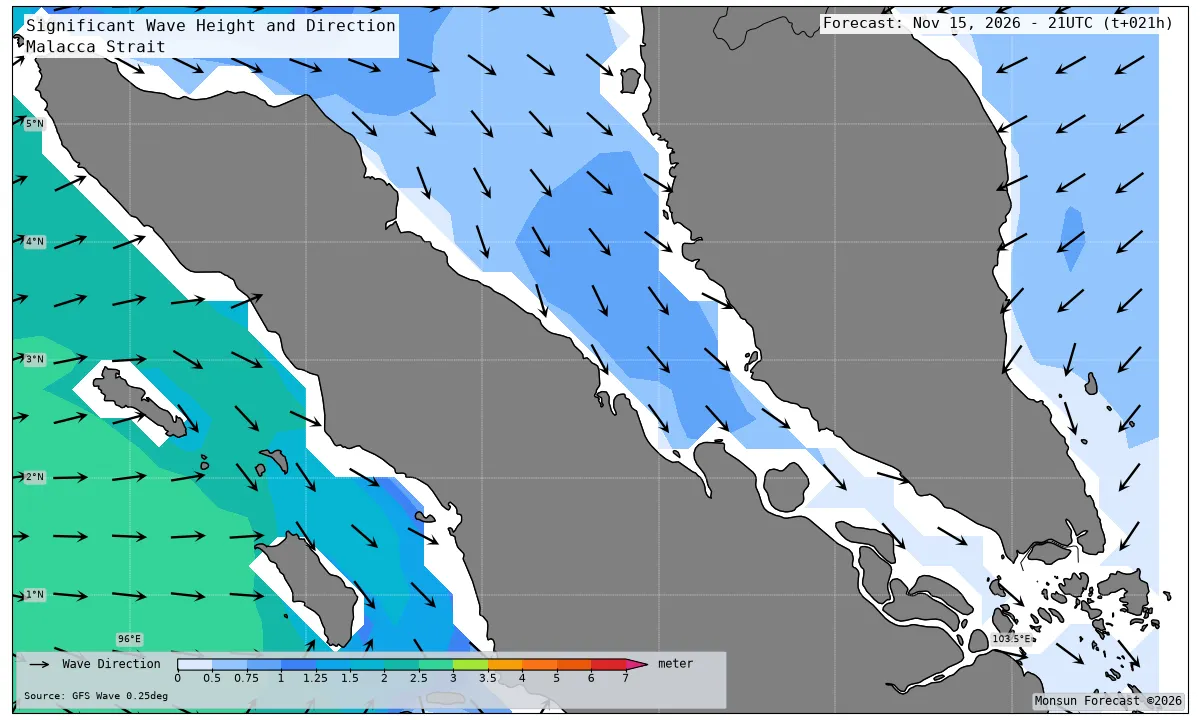 Significant Wave Height and Direction
Malacca Strait
Forecast: Nov 15, 2026 - 21UTC (t+021h)
5°N
4°N
3°N
2°N
1°N
96°E
103.5°E
Wave Direction
meter
0 0.5 0.75 1 1.25 1.5 2 2.5 3 3.5 4 5 6 7
Source: GFS Wave 0.25deg
Monsun Forecast ©2026